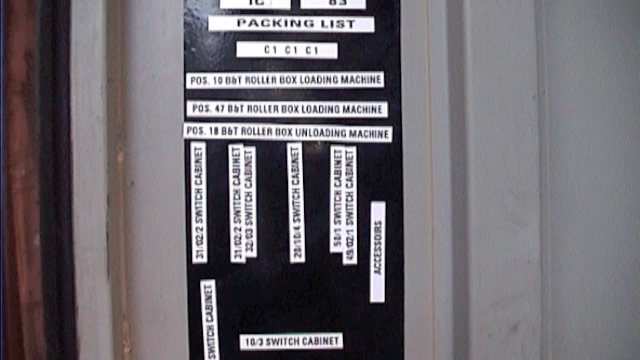 IC 83
PACKING LIST
C1 C1 C1
POS. 10 B&T ROLLER BOX LOADING MACHINE
POS. 47 B&T ROLLER BOX LOADING MACHINE
POS. 18 B&T ROLLER BOX UNLOADING MACHINE
31/02/2 SWITCH CABINET
31/02/2 SWITCH CABINET
32/03 SWITCH CABINET
20/10/4 SWITCH CABINET
50/1 SWITCH CABINET
49/02/1 SWITCH CABINET
ACCESSOIRS
SWITCH CABINET
10/3 SWITCH CABINET